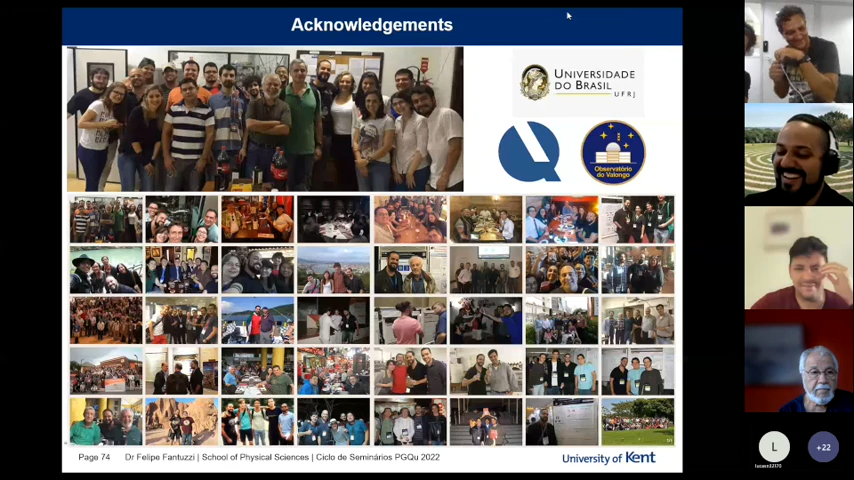 Acknowledgements
UNIVERSIDADE
DO BRASIL
UFRJ
Observatório
do Valongo
L
+22
Page 74 Dr Felipe Fantuzzi | School of Physical Sciences | Ciclo de Seminários PGQu 2022
University of Kent